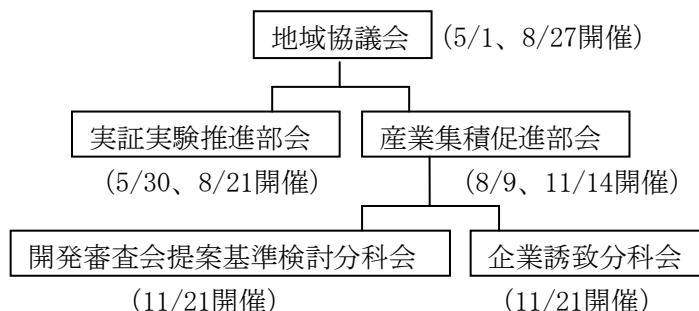 地域協議会 (5/1、8/27開催)
実証実験推進部会 産業集積促進部会
(5/30、8/21開催) (8/9、11/14開催)
開発審査会提案基準検討分科会 企業誘致分科会
(11/21開催) (11/21開催)